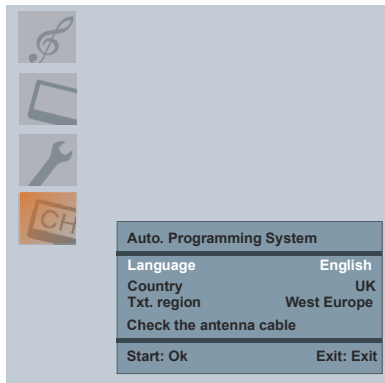 CH
Auto. Programming System
Language English
Country UK
Txt. region West Europe
Check the antenna cable
Start: Ok Exit: Exit